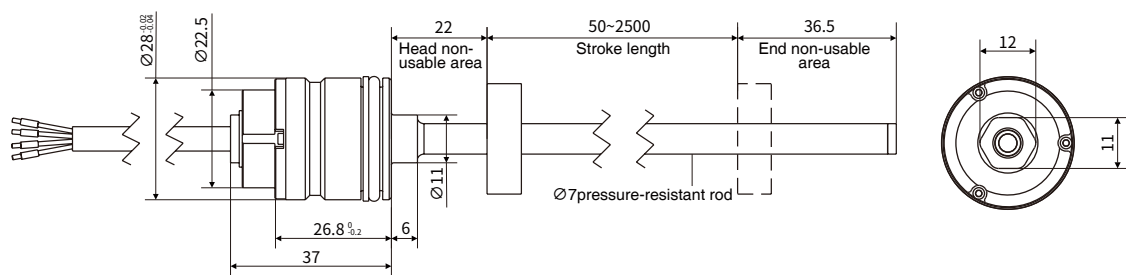 22
50~2500
36.5
Head non-
usable area
Stroke length
End non-usable
area
12
Ø28 -0.02 -0.04
Ø22.5
Ø11
11
Ø7pressure-resistant rod
26.8 0 -0.2
6
37